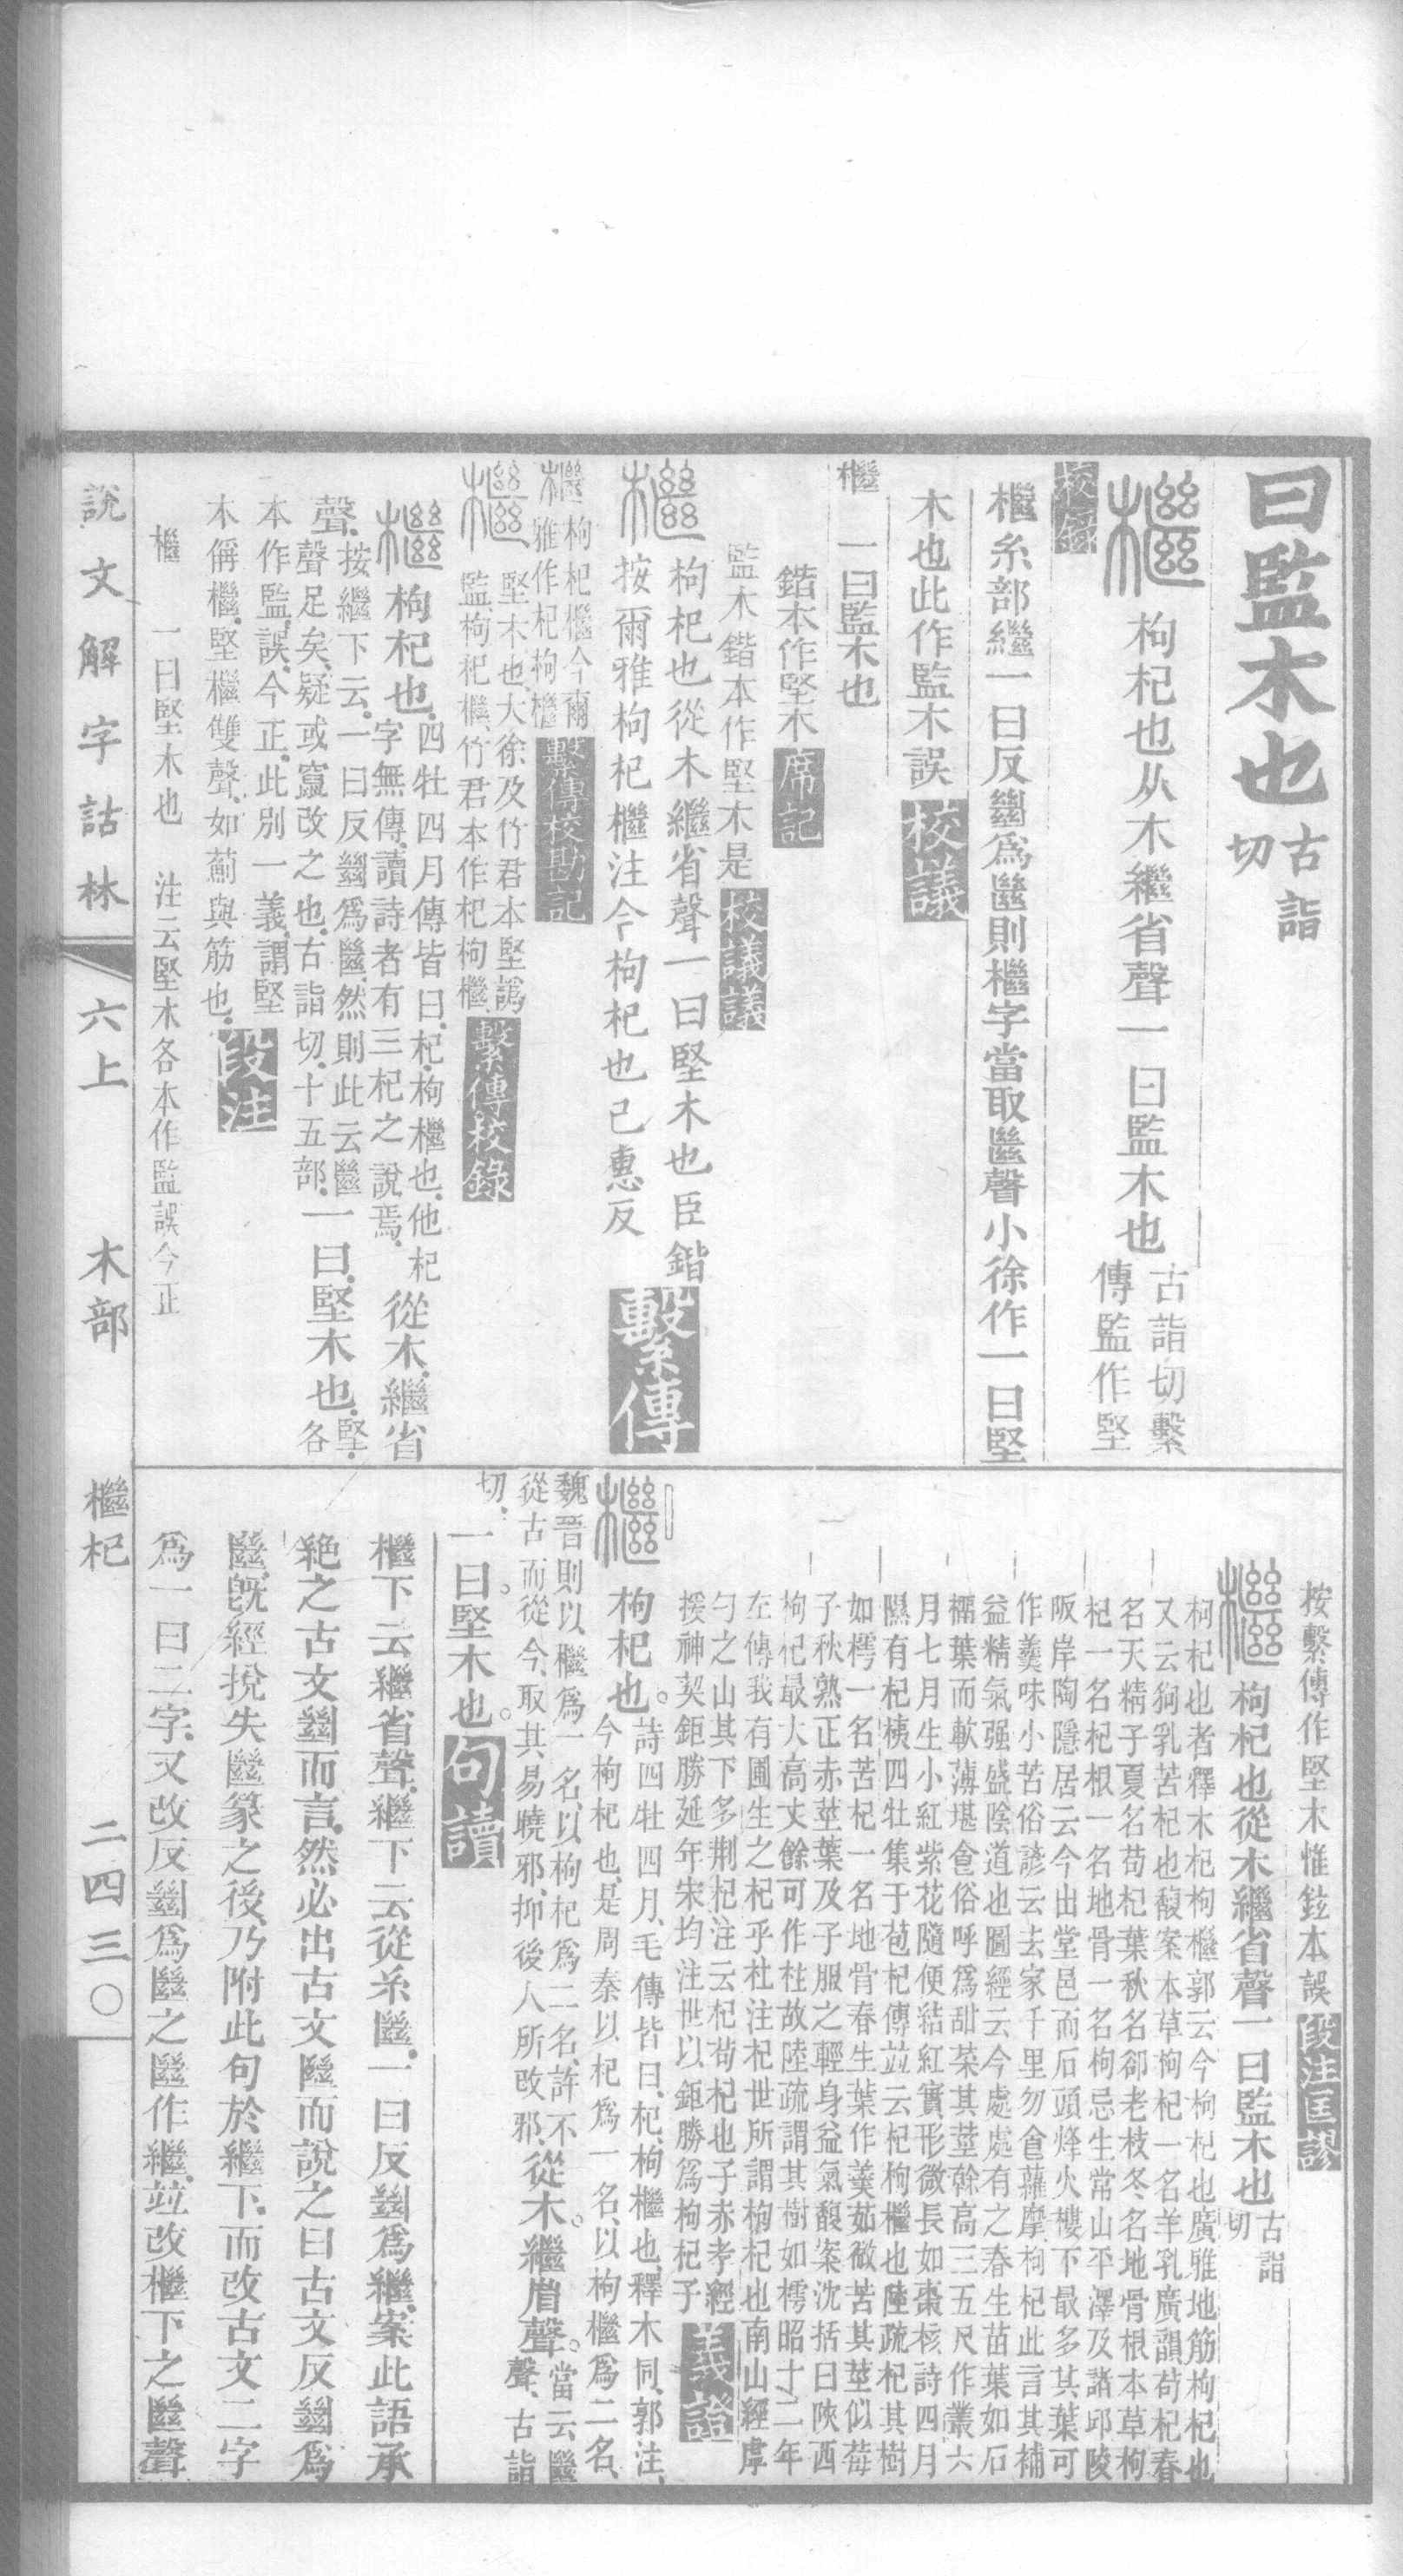 曰監木也古詣切
檵枸杞也从木繼省聲一曰監木也古詣切繫傳監作堅
校錄
檵糸部繼一曰反𢇍爲㡭則檵字當取㡭聲小徐作一曰堅
木也此作監木誤校議
檵 一曰監木也
鍇本作堅木席記
監木鍇本作堅木是校議議
檵枸杞也從木繼省聲一曰堅木也臣鍇
按爾雅枸杞檵注今枸杞也己惠反繫傳
檵枸杞檵今爾雅作杞枸檵繫傳校勘記
檵堅木也大徐及竹君本堅譌監枸杞檵竹君本作杞枸檵繫傳校錄
檵枸杞也四牡四月傳皆曰杞枸檵也他杞字無傳讀詩者有三杞之說焉從木繼省
聲按繼下云一曰反𢇍爲㡭然則此云㡭聲足矣疑或竄改之也古詣切十五部一曰堅木也堅各
本作監誤今正此別一義謂堅
木偁檵堅檵雙聲如薊與筋也段注
檵 一曰堅木也 注云堅木各本作監誤今正
按繫傳作堅木惟鉉本誤段注匡謬
檵枸杞也從木繼省聲一曰監木也古詣切
枸杞也者釋木杞枸檵郭云今枸杞也廣雅地筋枸杞也
又云狗乳苦杞也馥案本草枸杞一名羊乳廣韻苟杞春
名天精子夏名苟杞葉秋名郤老枝冬名地骨根本草枸
杞一名杞根一名地骨一名枸忌生常山平澤及諸邱陵
阪岸陶隱居云今出堂邑而石頭烽火樓下最多其葉可
作羹味小苦俗諺云去家千里勿食蘿摩枸杞此言其補
益精氣强盛陰道也圖經云今處處有之春生苗葉如石
橊葉而軟薄堪食俗呼爲甜菜其莖榦高三五尺作叢六
月七月生小紅紫花隨便結紅實形微長如棗核詩四月
隰有杞桋四牡集于苞杞傳竝云杞枸檵也陸疏杞其樹
如樗一名苦杞一名地骨春生葉作羹茹微苦其莖似莓
子秋熟正赤莖葉及子服之輕身益氣馥案沈括曰陝西
枸杞最大高丈餘可作柱故陸疏謂其樹如樗昭十二年
左傳我有圃生之杞乎杜注杞世所謂枸杞也南山經虖
勺之山其下多荆杞注云杞苟杞也子赤孝經
援神契鉅勝延年宋均注世以鉅勝爲枸杞子義證
檵枸杞也詩四牡四月毛傳皆曰杞枸檵也釋木同郭注
今枸杞也是周秦以杞爲一名以枸檵爲二名
魏晉則以檵爲一名以枸杞爲二名許不從古而從今取其易曉邪抑後人所改邪從木繼省聲當云㡭聲古詣
切一曰堅木也句讀
檵下云繼省聲繼下云從糸㡭一曰反𢇍爲繼案此語承
絕之古文𢇍而言然必出古文㡭而說之曰古文反𢇍爲
㡭旣經挩失㡭篆之後乃附此句於繼下而改古文二字
爲一曰二字又改反𢇍爲㡭之㡭作繼竝改檵下之㡭聲
說文解字詁林 六上 木部 檵杞 二四三〇